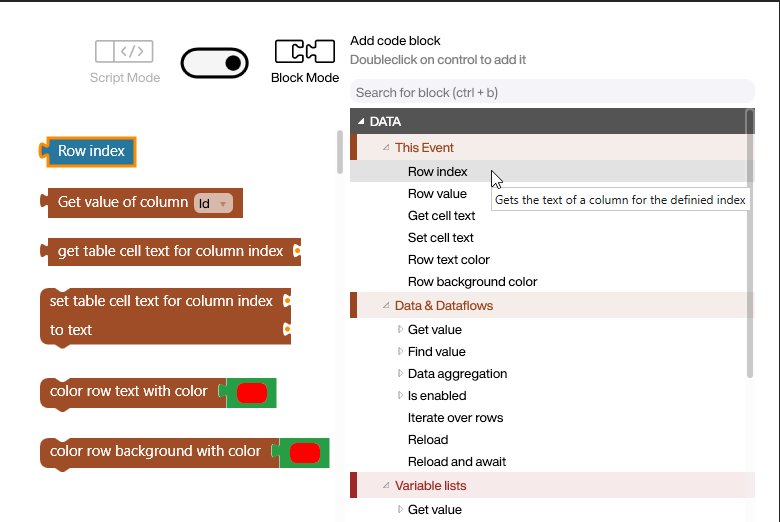 Script Mode
Block Mode
Row index
Get value of column Id
get table cell text for column index
set table cell text for column index
to text
color row text with color
color row background with color
Add code block
Doubleclick on control to add it
Search for block (ctrl + b)
DATA
This Event
Row index
Row value
Gets the text of a column for the definied index
Get cell text
Set cell text
Row text color
Row background color
Data & Dataflows
Get value
Find value
Data aggregation
Is enabled
Iterate over rows
Reload
Reload and await
Variable lists
Get value